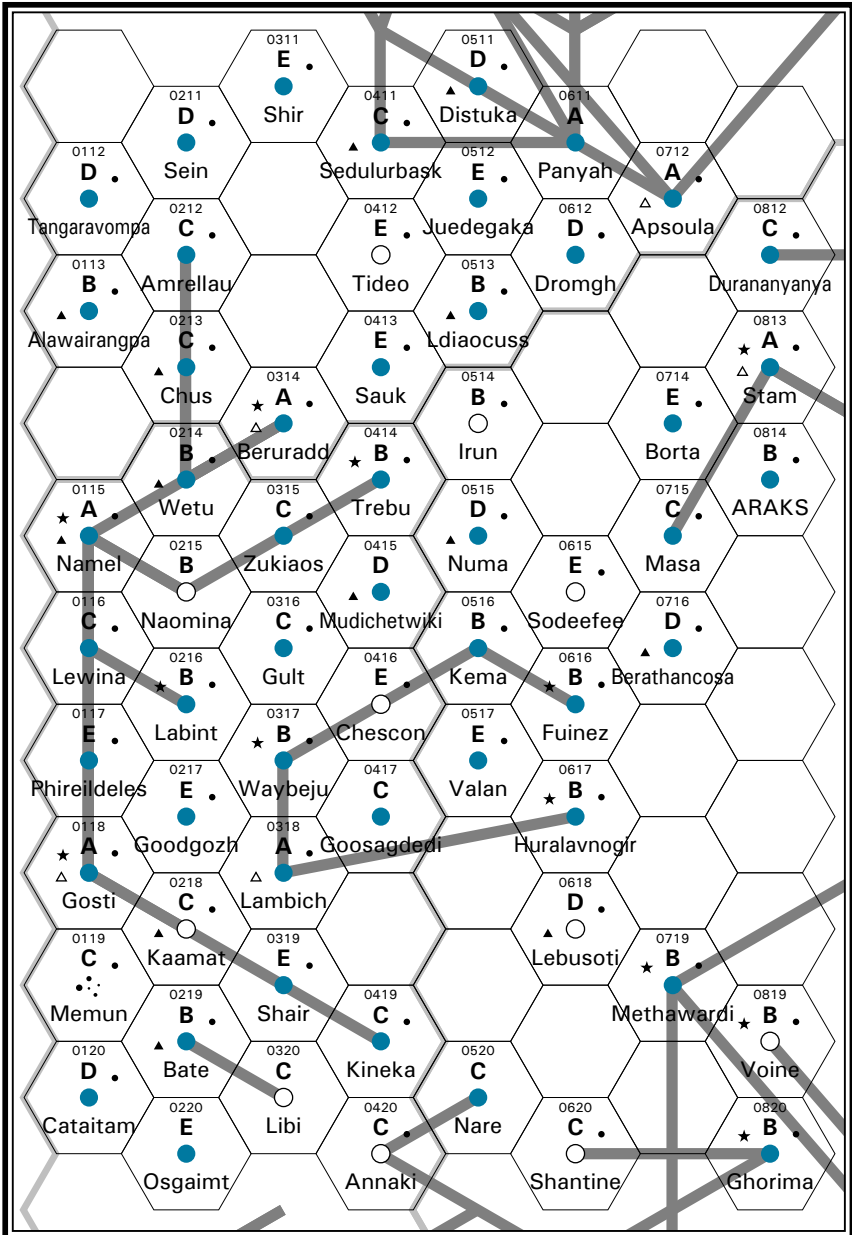 0311
E
Shir
0511
D
Distuka
0211
D
Sein
0411
C
Sedulurbask
0611
A
Panyah
0112
D
Tangaravompa
0512
E
Juedegaka
0712
A
Apsoula
0212
C
Amrellau
0412
E
Tideo
0612
D
Dromgh
0812
C
Durananyanya
0113
B
Alawairangpa
0513
B
Ldiaocuss
0213
C
Chus
0413
E
Sauk
0813
A
Stam
0314
A
Beruradd
0514
B
Irun
0714
E
Borta
0214
B
Wetu
0414
B
Trebu
0814
B
ARAKS
0115
A
Namel
0315
C
Zukiaos
0515
D
Numa
0715
C
Masa
0215
B
Naomina
0415
D
Mudichetwiki
0615
E
Sodeefee
0116
C
Lewina
0316
C
Gult
0516
B
Kema
0716
D
Berathancosa
0216
B
Labint
0416
E
Chescon
0616
B
Fuinez
0117
E
Phireildeles
0317
B
Waybeju
0517
E
Valan
0217
E
Goodgozh
0417
C
Goosagdedi
0617
B
Huralavnogir
0118
A
Gosti
0318
A
Lambich
0218
C
Kaamat
0618
D
Lebusoti
0119
C
Memun
0319
E
Shair
0719
B
Methawardi
0219
B
Bate
0419
C
Kineka
0819
B
Voine
0120
D
Cataitam
0320
C
Libi
0520
C
Nare
0220
E
Osgaimt
0420
C
Annaki
0620
C
Shantine
0820
B
Ghorima